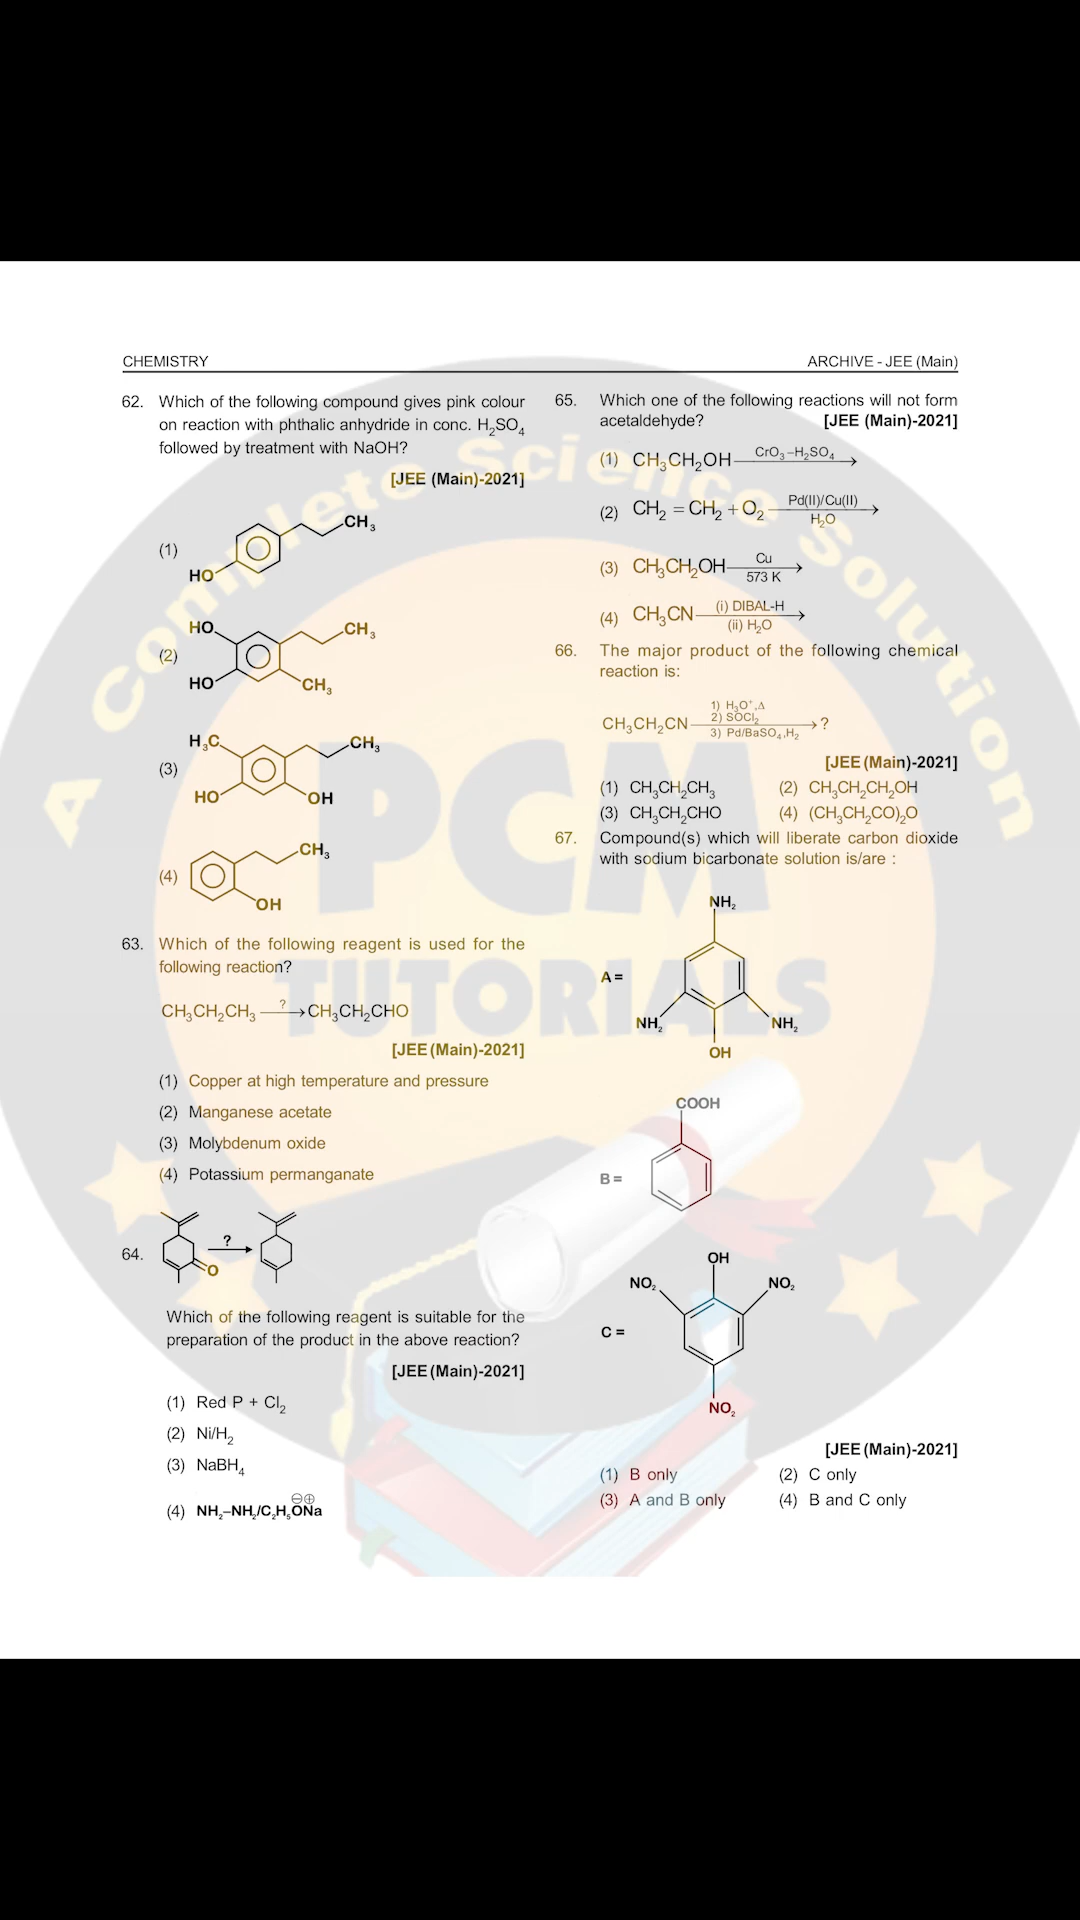 CHEMISTRY
ARCHIVE - JEE (Main)
62. Which of the following compound gives pink colour
on reaction with phthalic anhydride in conc. H₂SO₄
followed by treatment with NaOH?
[JEE (Main)-2021]
(1) HO CH₃
(2) HO HO CH₃ CH₃
(3) H₃C HO OH CH₃
(4) CH₃ OH
63. Which of the following reagent is used for the
following reaction?
CH₃CH₂CH₃ —?→ CH₃CH₂CHO
[JEE (Main)-2021]
(1) Copper at high temperature and pressure
(2) Manganese acetate
(3) Molybdenum oxide
(4) Potassium permanganate
64. O ?
Which of the following reagent is suitable for the
preparation of the product in the above reaction?
[JEE (Main)-2021]
(1) Red P + Cl₂
(2) Ni/H₂
(3) NaBH₄
(4) NH₂–NH₂/C₂H₅O⊖Na⊕
65. Which one of the following reactions will not form
acetaldehyde? [JEE (Main)-2021]
(1) CH₃CH₂OH —CrO₃–H₂SO₄→
(2) CH₂ = CH₂ + O₂ —Pd(II)/Cu(II) H₂O→
(3) CH₃CH₂OH —Cu 573 K→
(4) CH₃CN —(i) DIBAL-H (ii) H₂O→
66. The major product of the following chemical
reaction is:
CH₃CH₂CN —1) H₃O⁺,Δ 2) SOCl₂ 3) Pd/BaSO₄,H₂→ ?
[JEE (Main)-2021]
(1) CH₃CH₂CH₃ (2) CH₃CH₂CH₂OH
(3) CH₃CH₂CHO (4) (CH₃CH₂CO)₂O
67. Compound(s) which will liberate carbon dioxide
with sodium bicarbonate solution is/are :
NH₂
A =
NH₂ NH₂
OH
COOH
B =
OH
NO₂ NO₂
C =
NO₂
[JEE (Main)-2021]
(1) B only (2) C only
(3) A and B only (4) B and C only
A Complete Science Solution
PCM
TUTORIALS